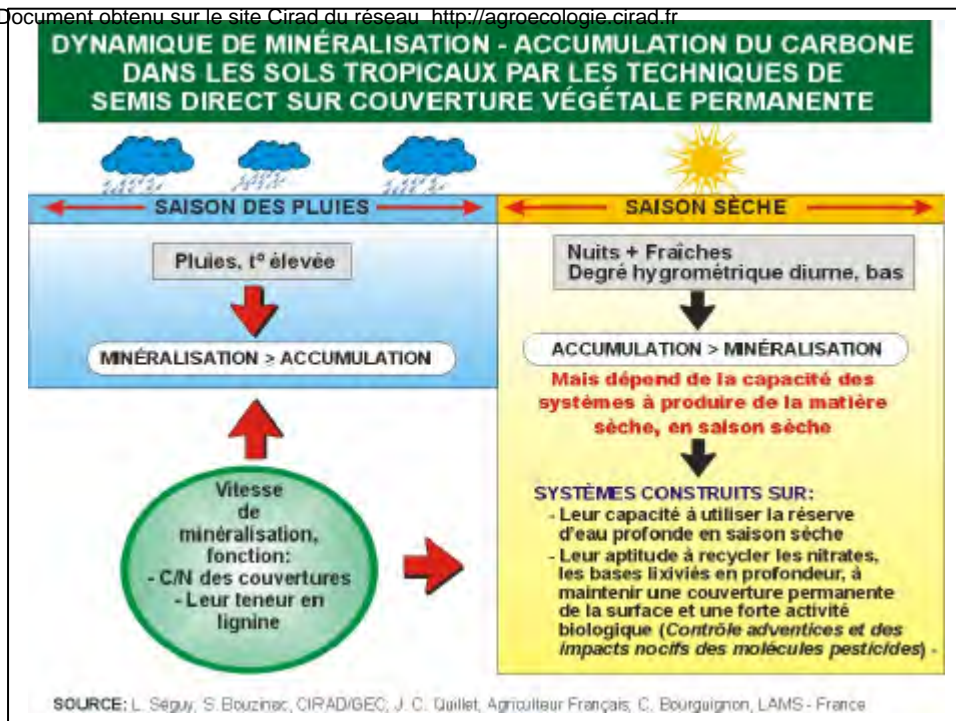 Document obtenu sur le site Cirad du réseau http://agroecologie.cirad.fr
DYNAMIQUE DE MINÉRALISATION - ACCUMULATION DU CARBONE
DANS LES SOLS TROPICAUX PAR LES TECHNIQUES DE
SEMIS DIRECT SUR COUVERTURE VÉGÉTALE PERMANENTE
SAISON DES PLUIES
SAISON SÈCHE
Pluies, t° élevée
MINÉRALISATION > ACCUMULATION
Nuits + Fraîches
Degré hygrométrique diurne, bas
ACCUMULATION > MINÉRALISATION
Mais dépend de la capacité des
systèmes à produire de la matière
sèche, en saison sèche
Vitesse
de
minéralisation,
fonction:
- C/N des couvertures
- Leur teneur en
lignine
SYSTÈMES CONSTRUITS SUR:
- Leur capacité à utiliser la réserve
d'eau profonde en saison sèche
- Leur aptitude à recycler les nitrates,
les bases lixiviés en profondeur, à
maintenir une couverture permanente
de la surface et une forte activité
biologique (Contrôle adventices et des
impacts nocifs des molécules pesticides) -
SOURCE: L. Séguy, S. Bouzinac, CIRAD/GEC, J. C. Quillet, Agriculteur Français, C. Bourguignon, LAMS - France